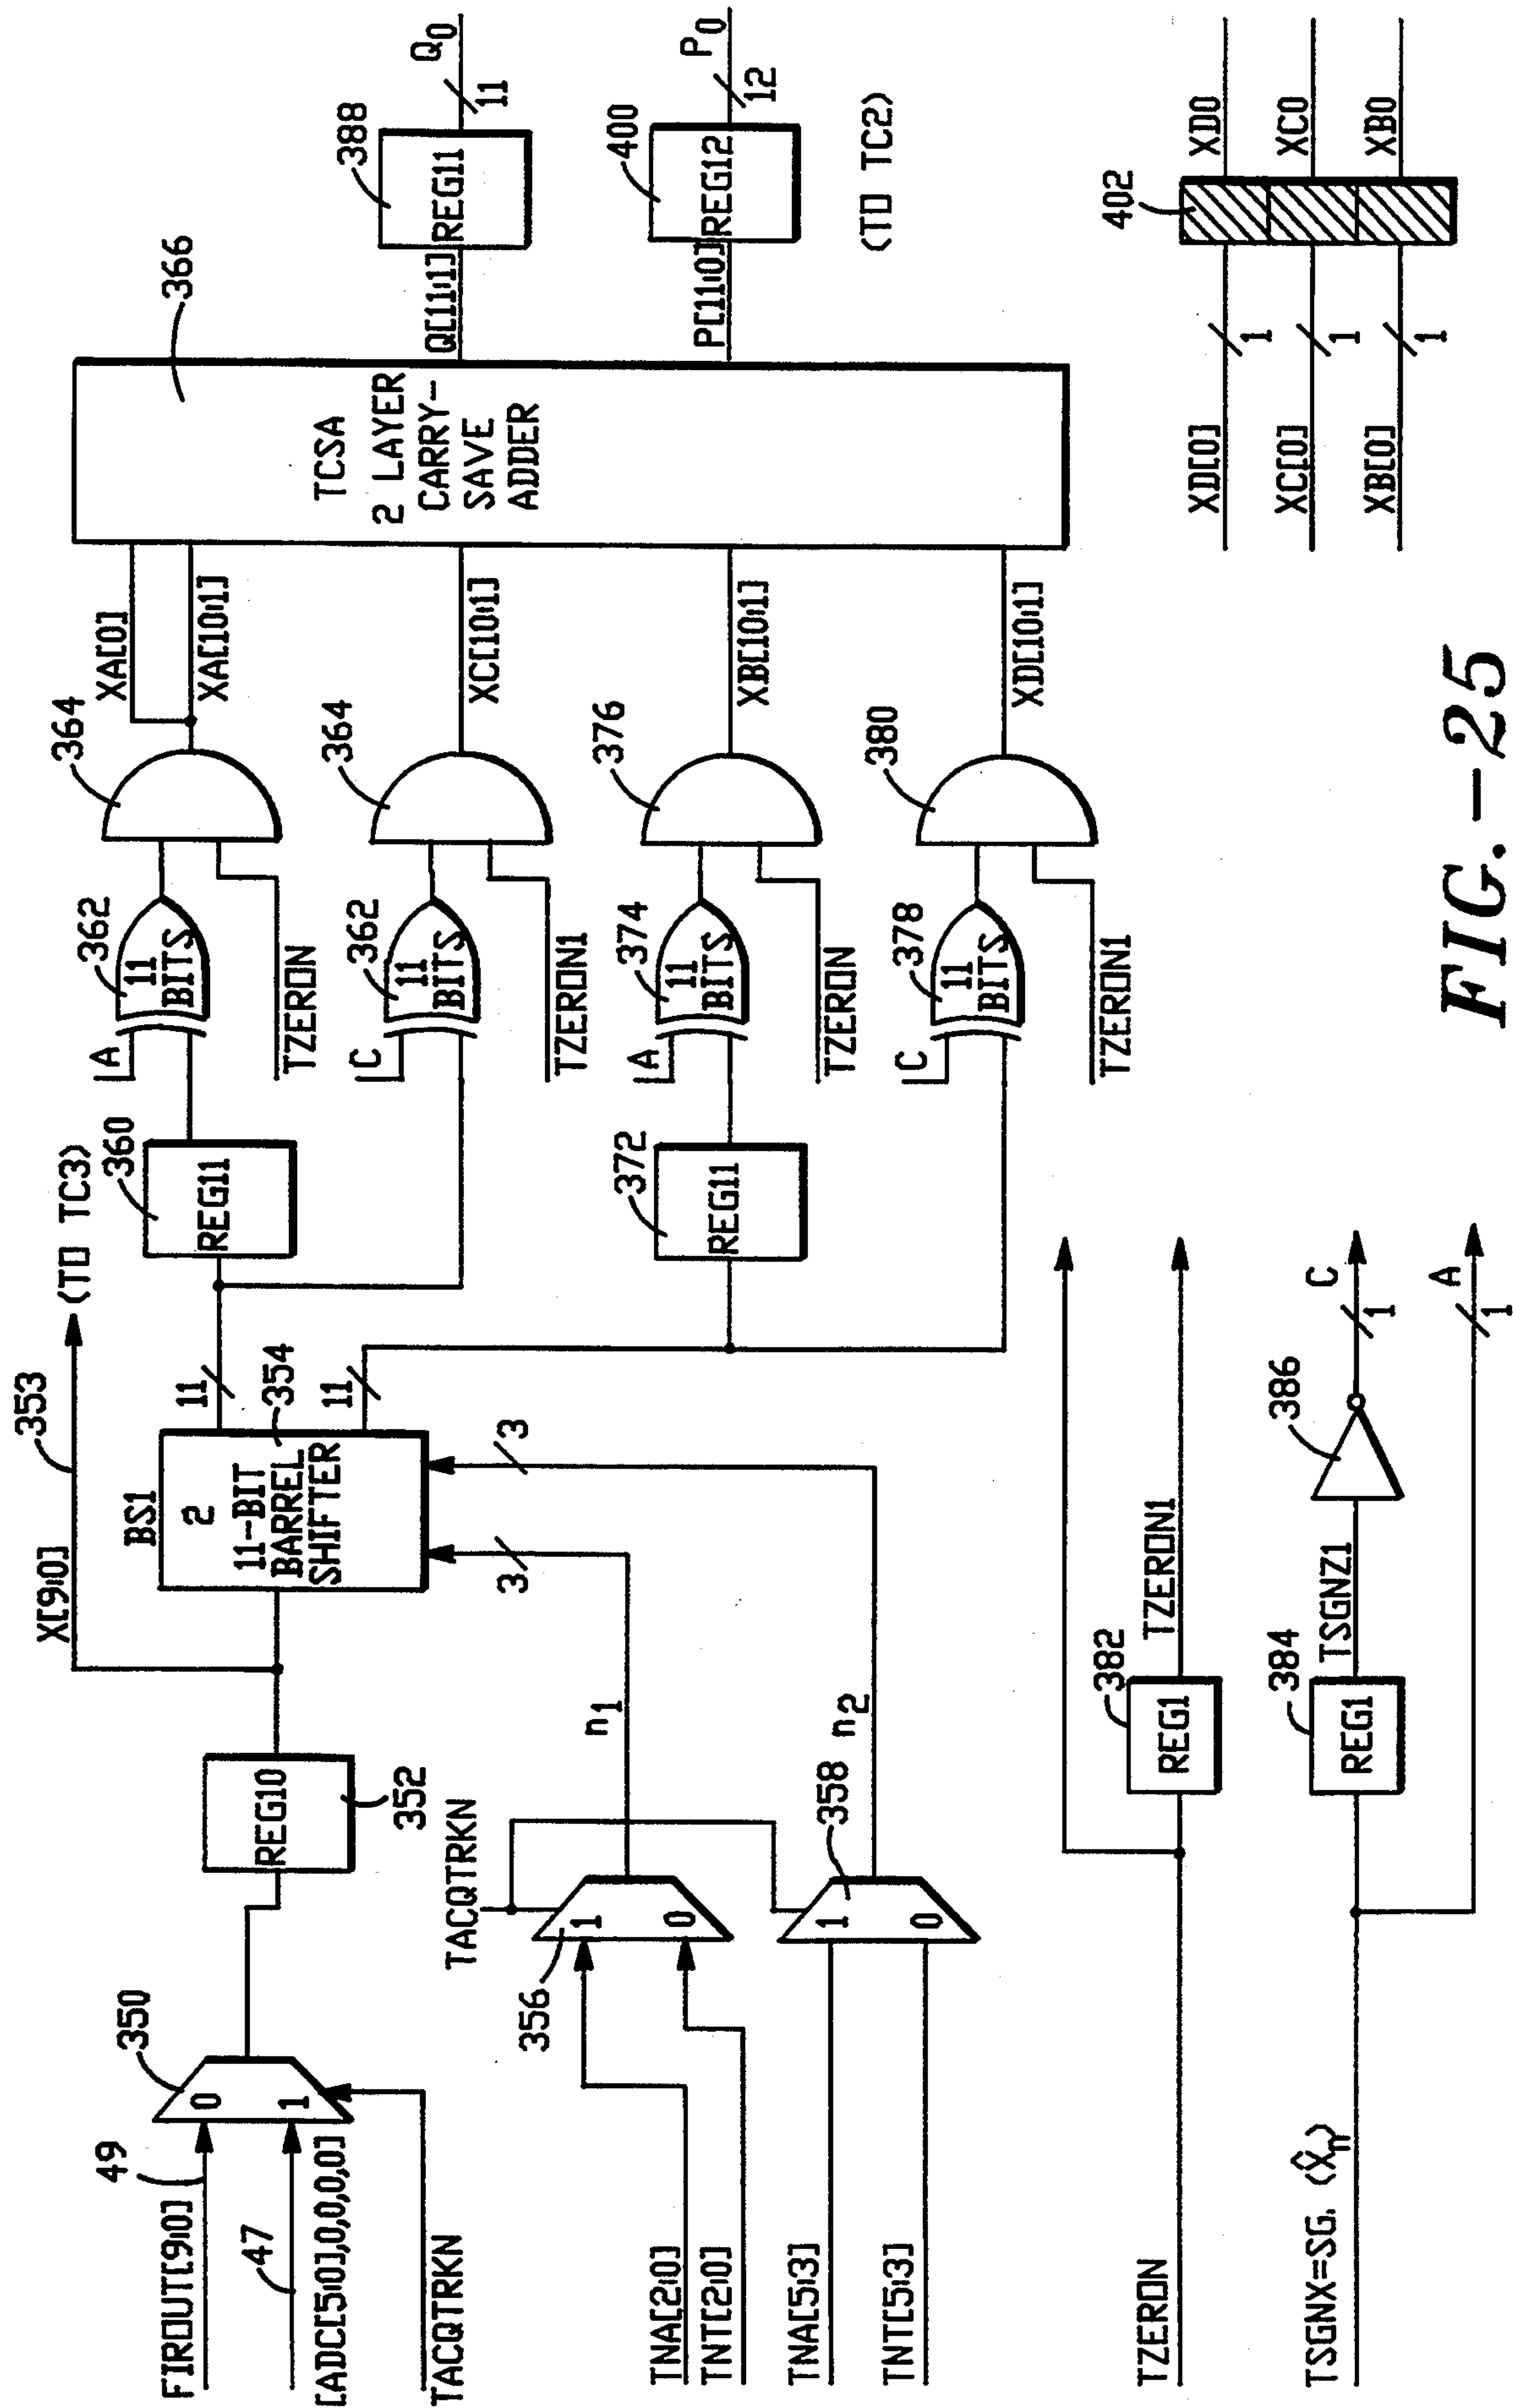 FIROUT[9:0]
49
350
0
1
47
[ADC[5:0],0,0,0,0]
TACQTRKN
REG10
352
X[9:0]
353
(TO TC3)
BS1
2
11-BIT
BARREL
SHIFTER
354
11
11
3
3
TACQTRKN
356
1
0
n1
358
1
0
n2
TNA[2:0]
TNT[2:0]
TNA[5:3]
TNT[5:3]
360
REG11
A
362
11
BITS
TZERON
364
XA[0]
XA[10:1]
C
362
11
BITS
TZERON1
364
XC[10:1]
372
REG11
A
374
11
BITS
TZERON
376
XB[10:1]
C
378
11
BITS
TZERON1
380
XD[10:1]
366
TCSA
2 LAYER
CARRY-
SAVE
ADDER
Q[11:1]
388
REG11
Q0
11
P[11:0]
400
REG12
P0
12
(TO TC2)
TZERON
382
REG1
TZERON1
TSGNX=SG. (X̂n)
384
REG1
TSGNZ1
386
C
1
A
1
402
XD[0]
1
XD0
XC[0]
1
XC0
XB[0]
1
XB0
FIG.-25